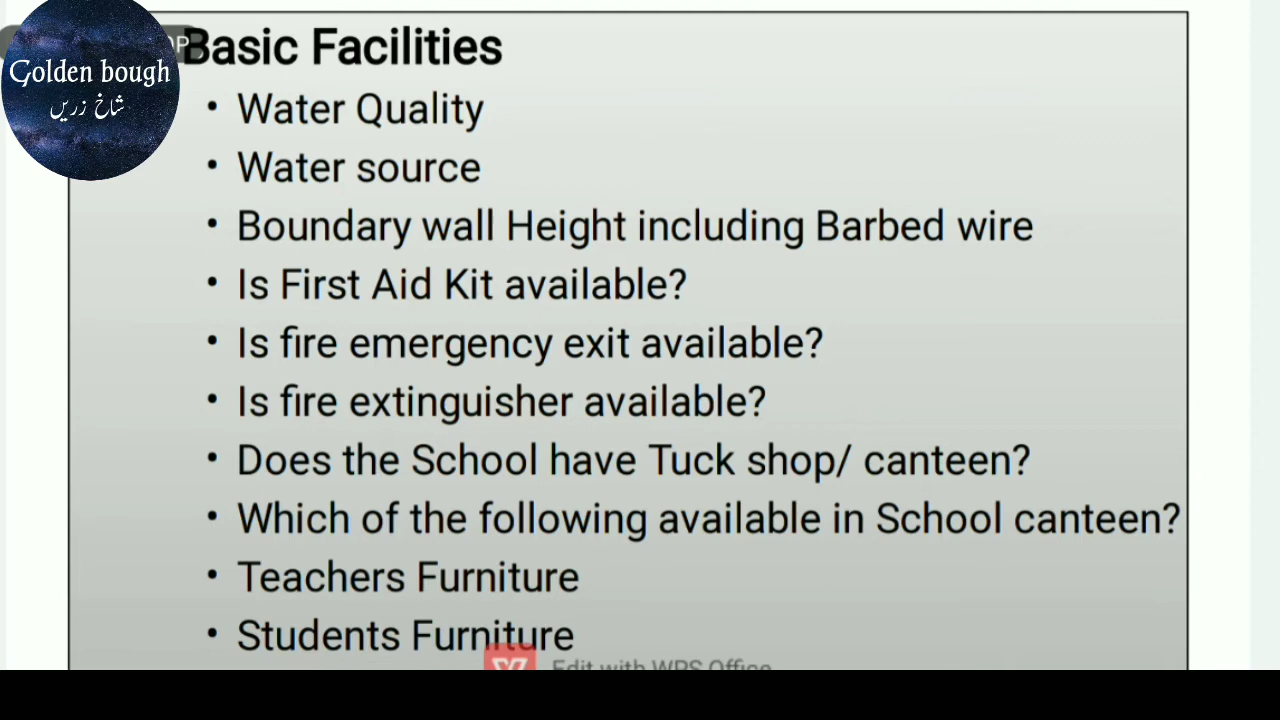 Golden bough
شاخ زریں
Basic Facilities
• Water Quality
• Water source
• Boundary wall Height including Barbed wire
• Is First Aid Kit available?
• Is fire emergency exit available?
• Is fire extinguisher available?
• Does the School have Tuck shop/ canteen?
• Which of the following available in School canteen?
• Teachers Furniture
• Students Furniture
Edit with WPS Office